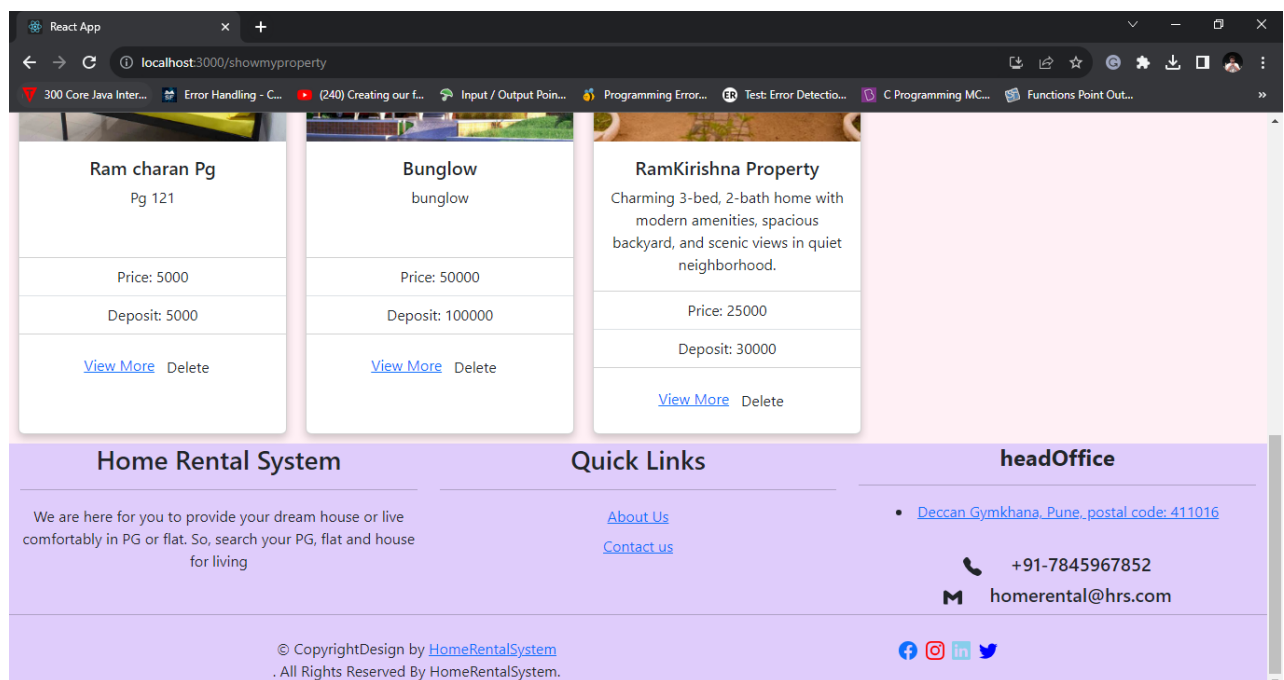 React App
localhost:3000/showmyproperty
300 Core Java Inter...
Error Handling - C...
(240) Creating our f...
Input / Output Poin...
Programming Error...
ER
Test: Error Detectio...
C Programming MC...
Functions Point Out...
»
Ram charan Pg
Pg 121
Price: 5000
Deposit: 5000
View More Delete
Bunglow
bunglow
Price: 50000
Deposit: 100000
View More Delete
RamKirishna Property
Charming 3-bed, 2-bath home with
modern amenities, spacious
backyard, and scenic views in quiet
neighborhood.
Price: 25000
Deposit: 30000
View More Delete
Home Rental System
We are here for you to provide your dream house or live
comfortably in PG or flat. So, search your PG, flat and house
for living
Quick Links
About Us
Contact us
headOffice
• Deccan Gymkhana, Pune, postal code: 411016
+91-7845967852
homerental@hrs.com
© CopyrightDesign by HomeRentalSystem
. All Rights Reserved By HomeRentalSystem.
in